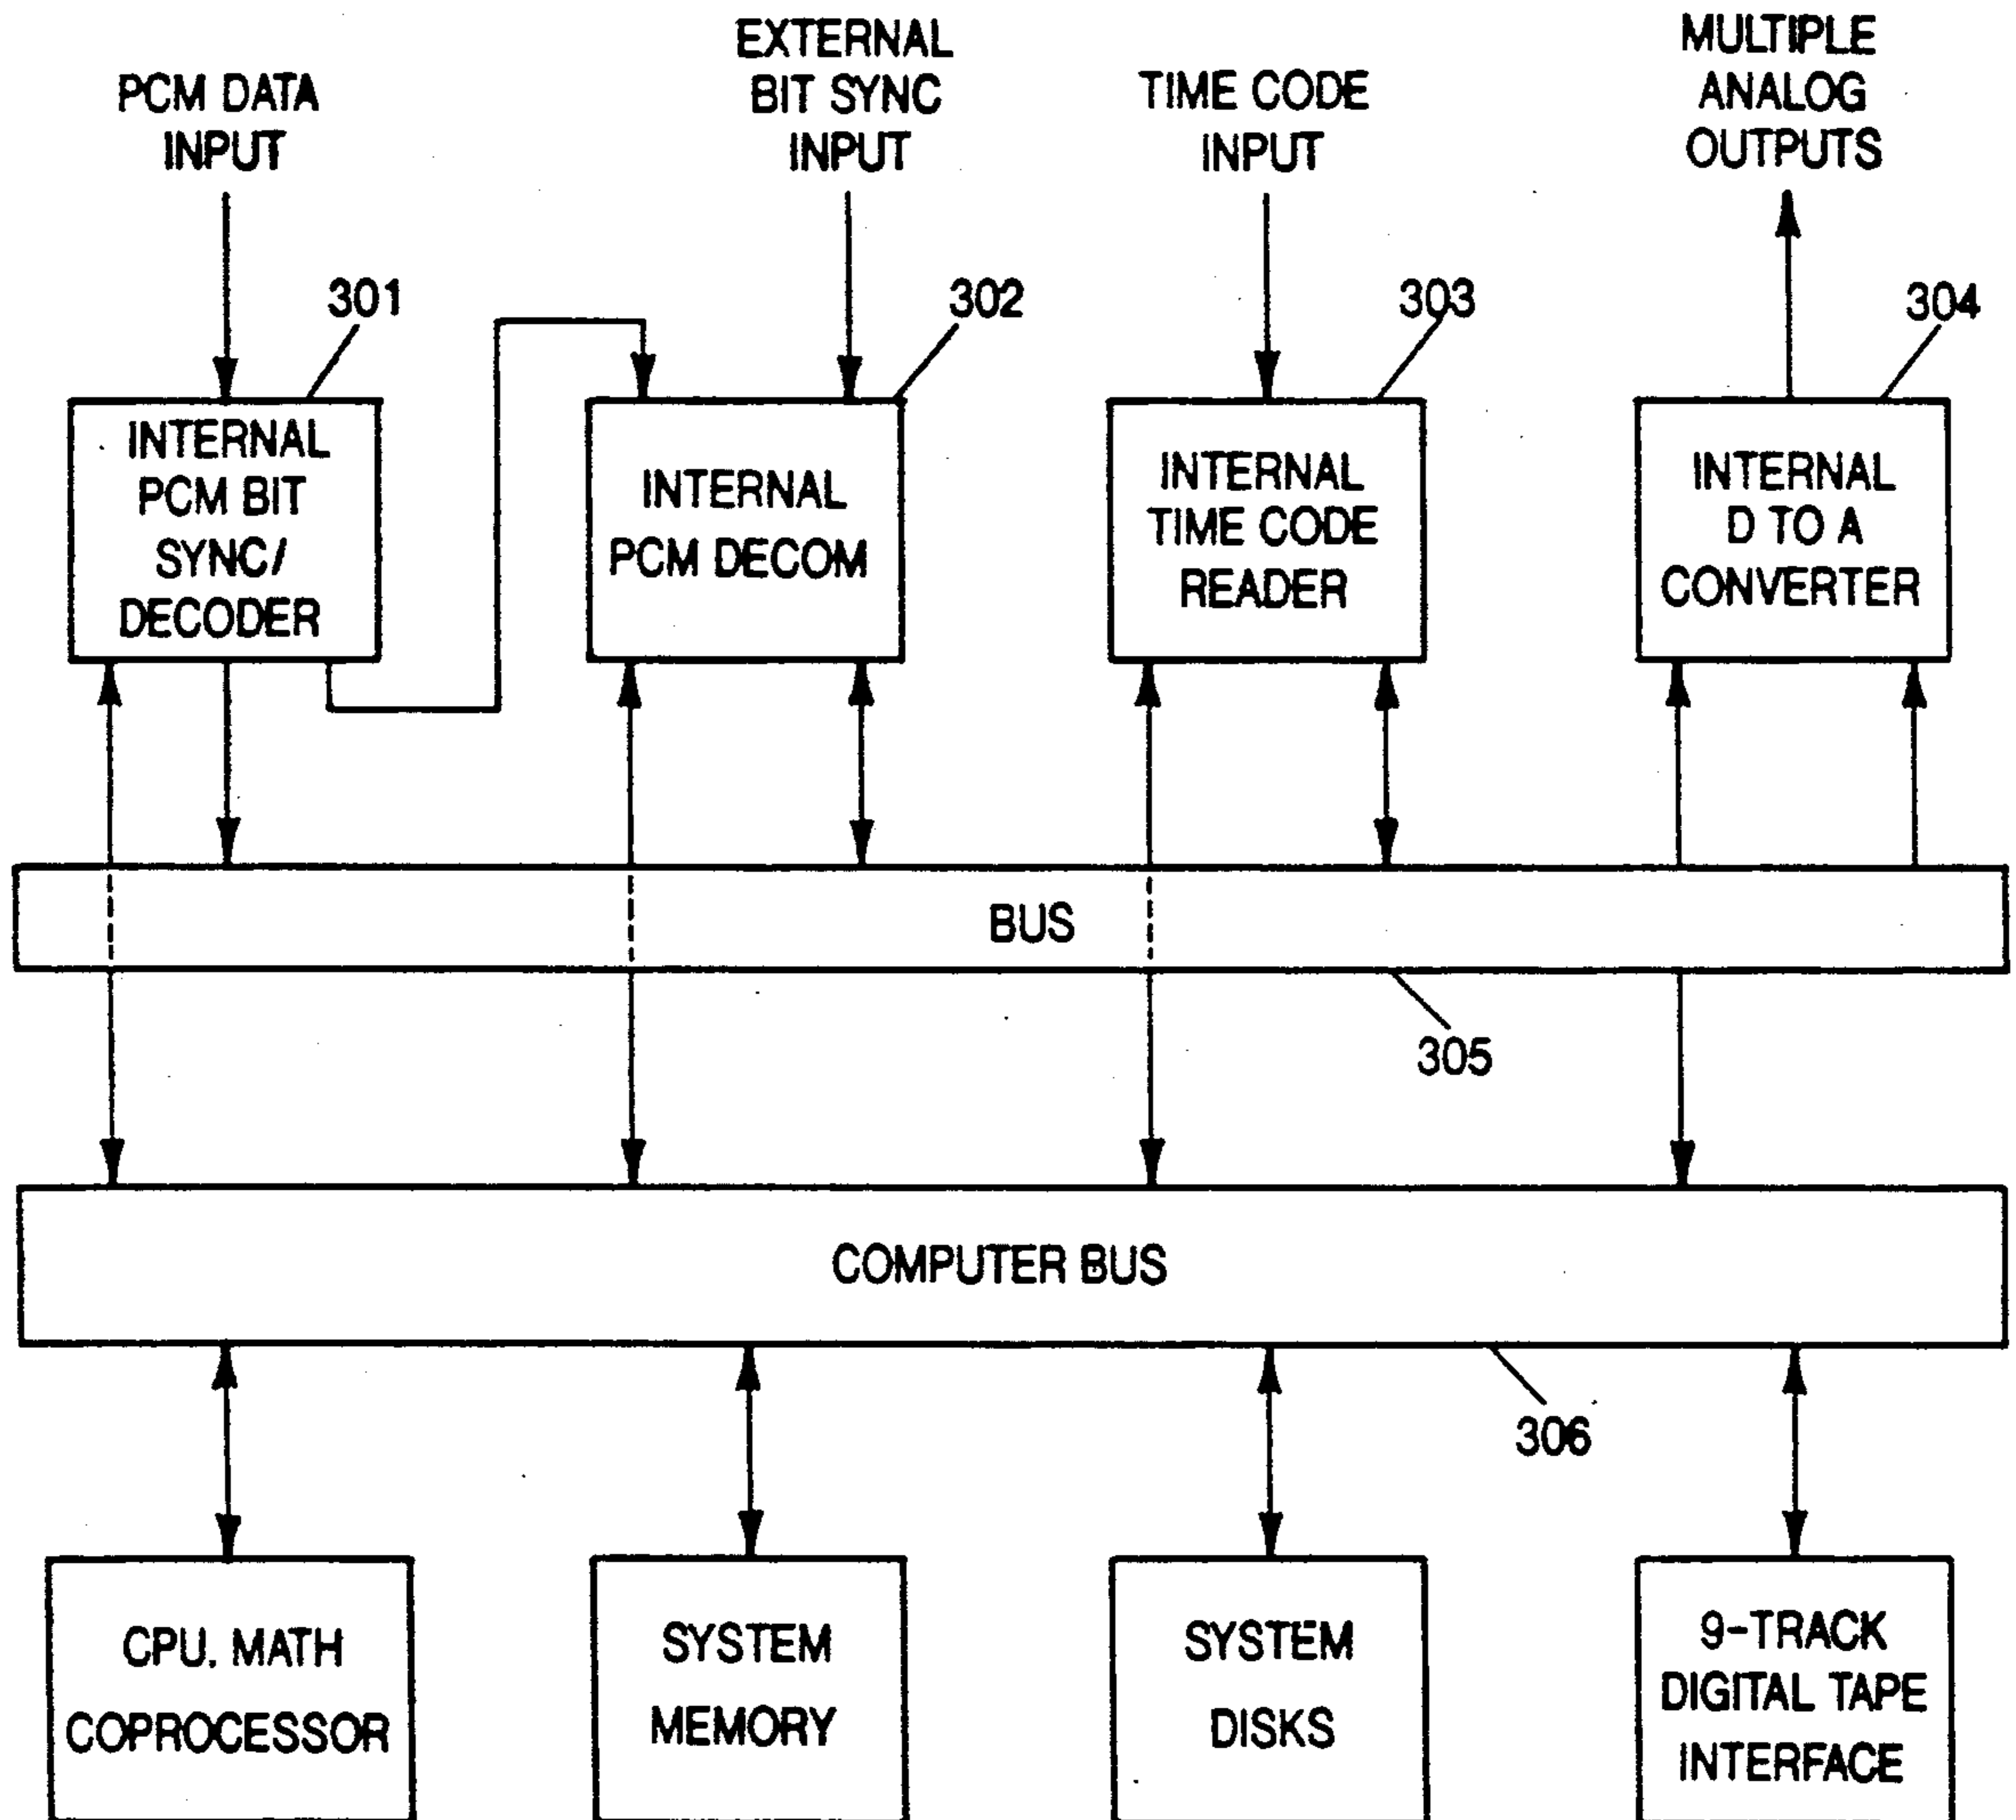 PCM DATA
INPUT
EXTERNAL
BIT SYNC
INPUT
TIME CODE
INPUT
MULTIPLE
ANALOG
OUTPUTS
301
302
303
304
INTERNAL
PCM BIT
SYNC/
DECODER
INTERNAL
PCM DECOM
INTERNAL
TIME CODE
READER
INTERNAL
D TO A
CONVERTER
BUS
305
COMPUTER BUS
306
CPU. MATH
COPROCESSOR
SYSTEM
MEMORY
SYSTEM
DISKS
9-TRACK
DIGITAL TAPE
INTERFACE